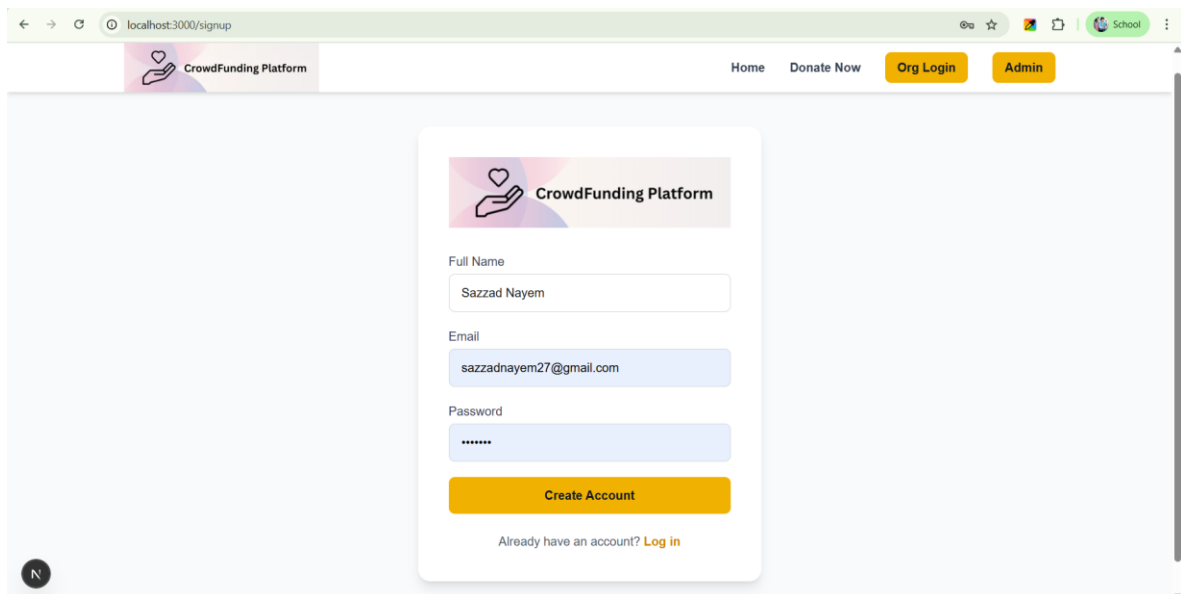 localhost:3000/signup
School
CrowdFunding Platform
Home Donate Now Org Login Admin
CrowdFunding Platform
Full Name
Sazzad Nayem
Email
sazzadnayem27@gmail.com
Password
•••••••
Create Account
Already have an account? Log in
N